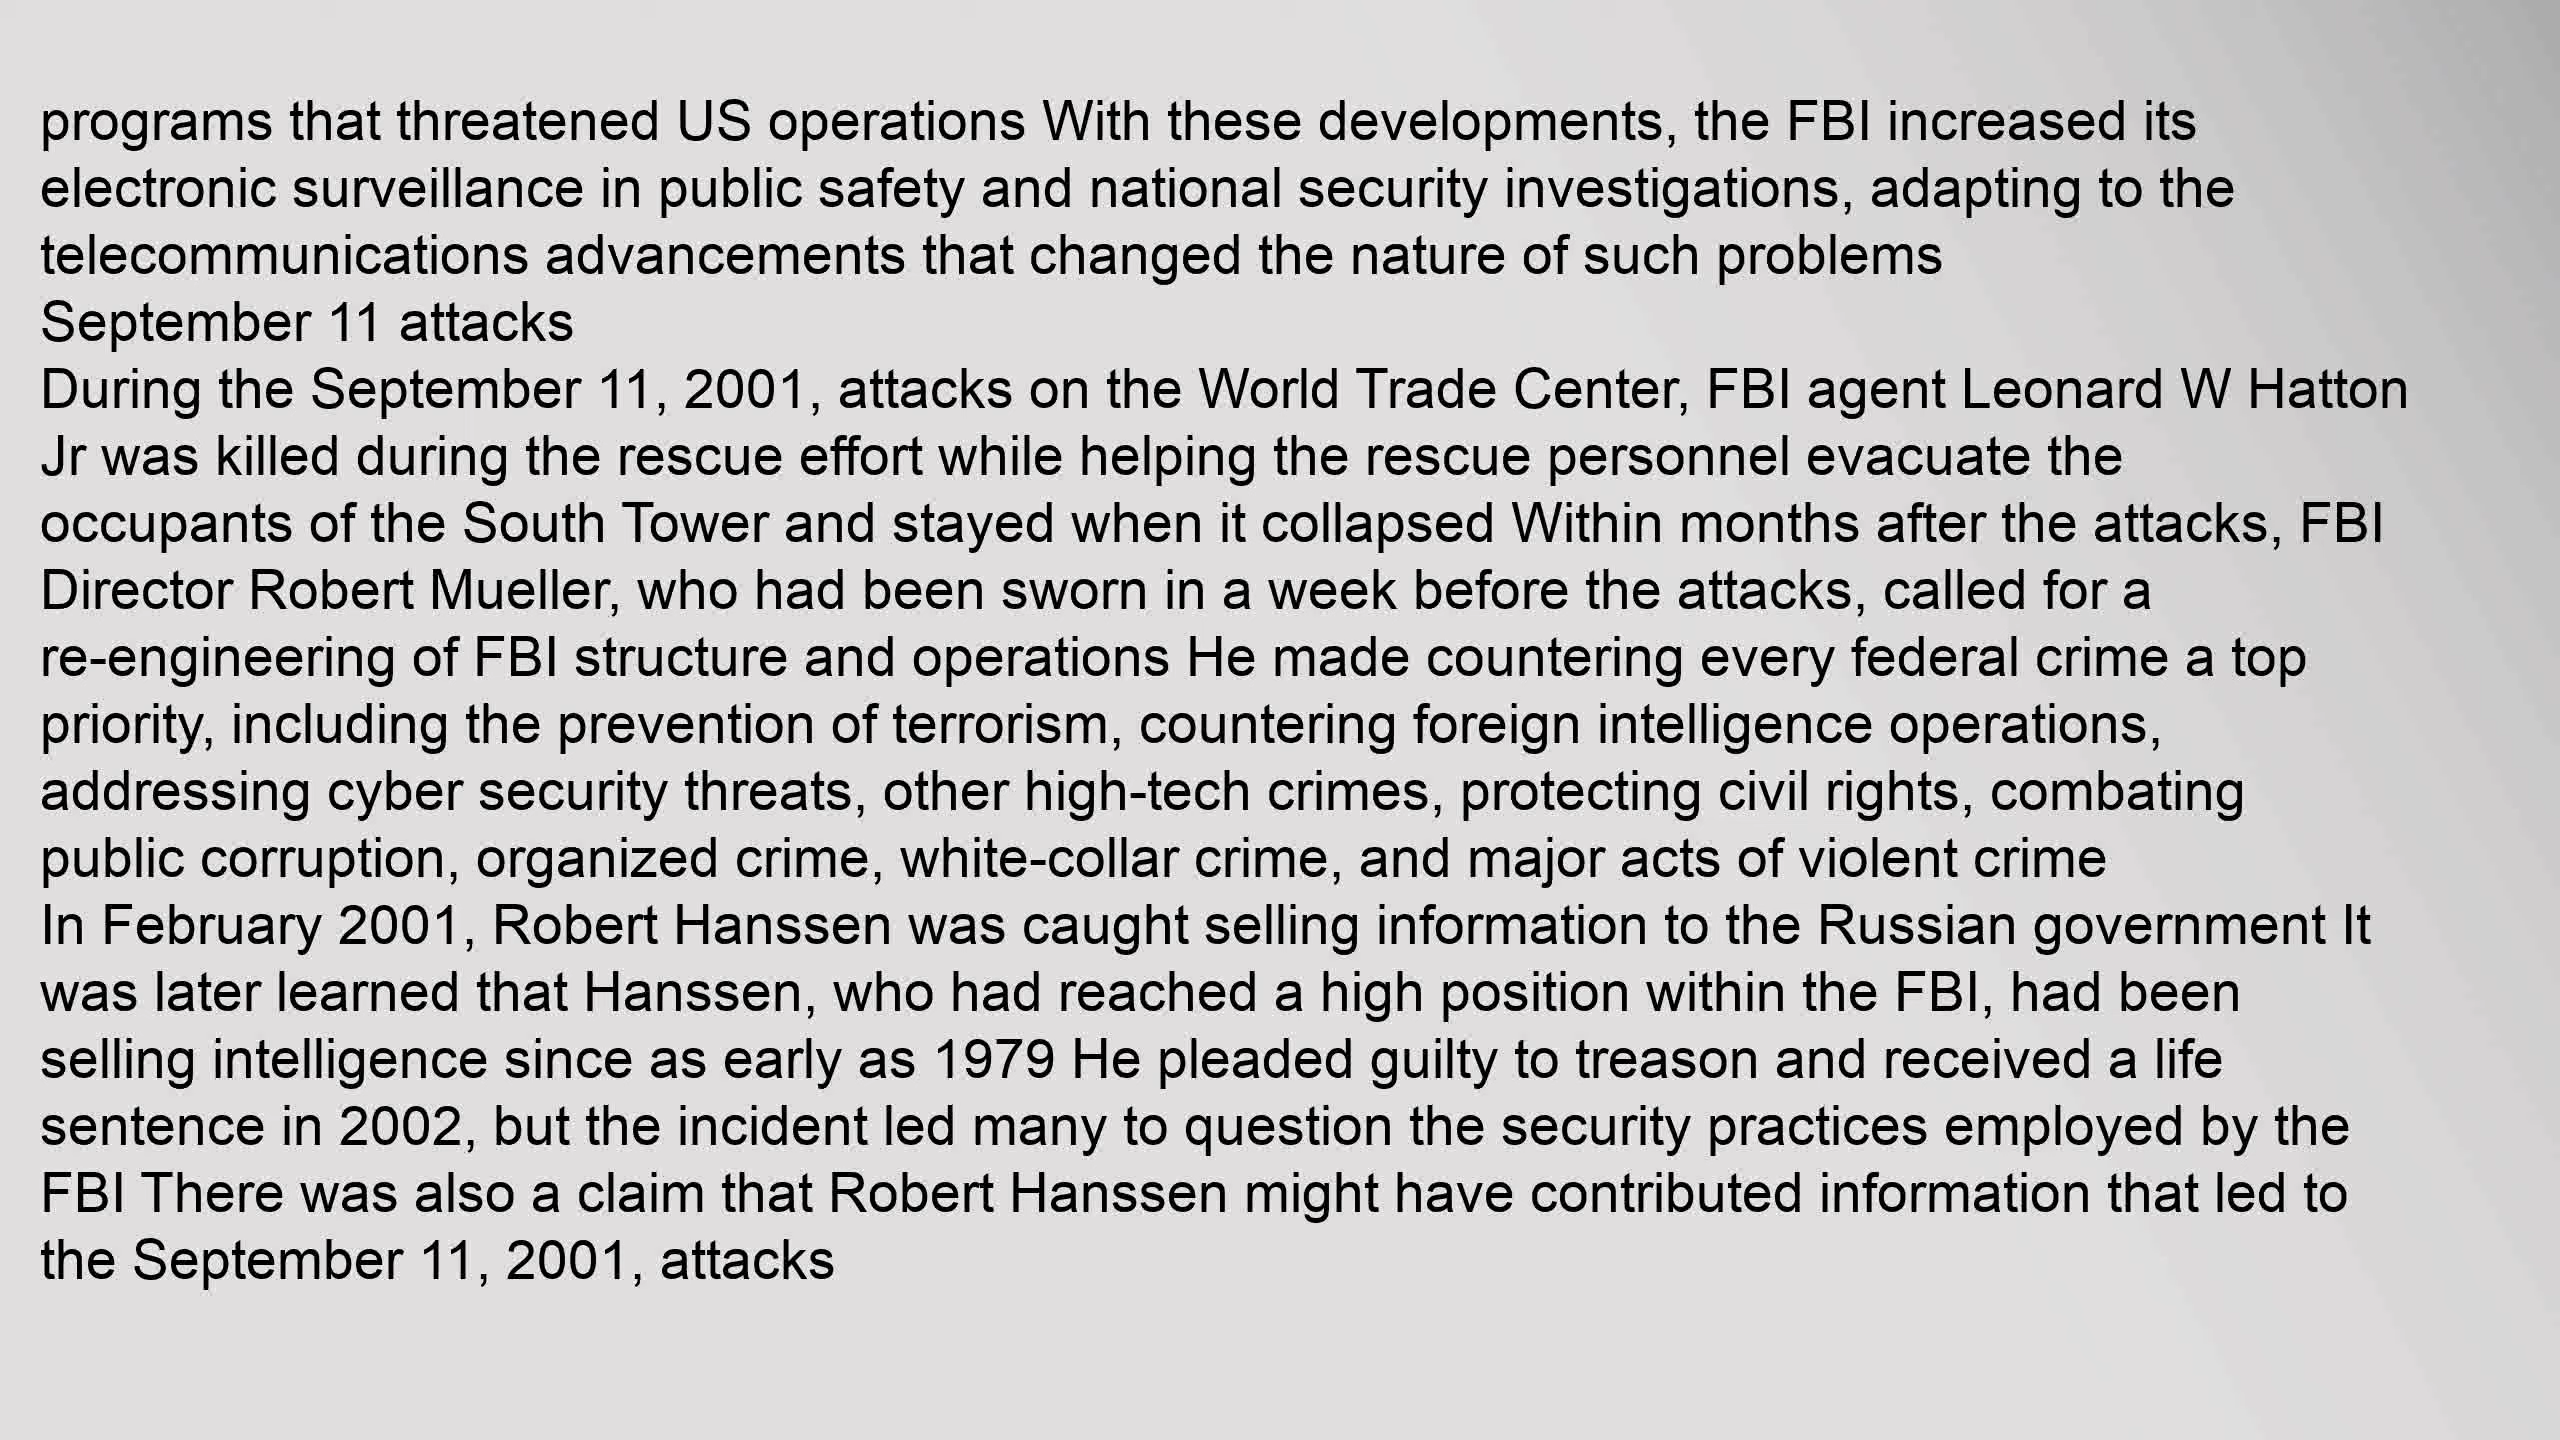 programs that threatened US operations With these developments, the FBI increased its
electronic surveillance in public safety and national security investigations, adapting to the
telecommunications advancements that changed the nature of such problems
September 11 attacks
During the September 11, 2001, attacks on the World Trade Center, FBI agent Leonard W Hatton
Jr was killed during the rescue effort while helping the rescue personnel evacuate the
occupants of the South Tower and stayed when it collapsed Within months after the attacks, FBI
Director Robert Mueller, who had been sworn in a week before the attacks, called for a
re-engineering of FBI structure and operations He made countering every federal crime a top
priority, including the prevention of terrorism, countering foreign intelligence operations,
addressing cyber security threats, other high-tech crimes, protecting civil rights, combating
public corruption, organized crime, white-collar crime, and major acts of violent crime
In February 2001, Robert Hanssen was caught selling information to the Russian government It
was later learned that Hanssen, who had reached a high position within the FBI, had been
selling intelligence since as early as 1979 He pleaded guilty to treason and received a life
sentence in 2002, but the incident led many to question the security practices employed by the
FBI There was also a claim that Robert Hanssen might have contributed information that led to
the September 11, 2001, attacks